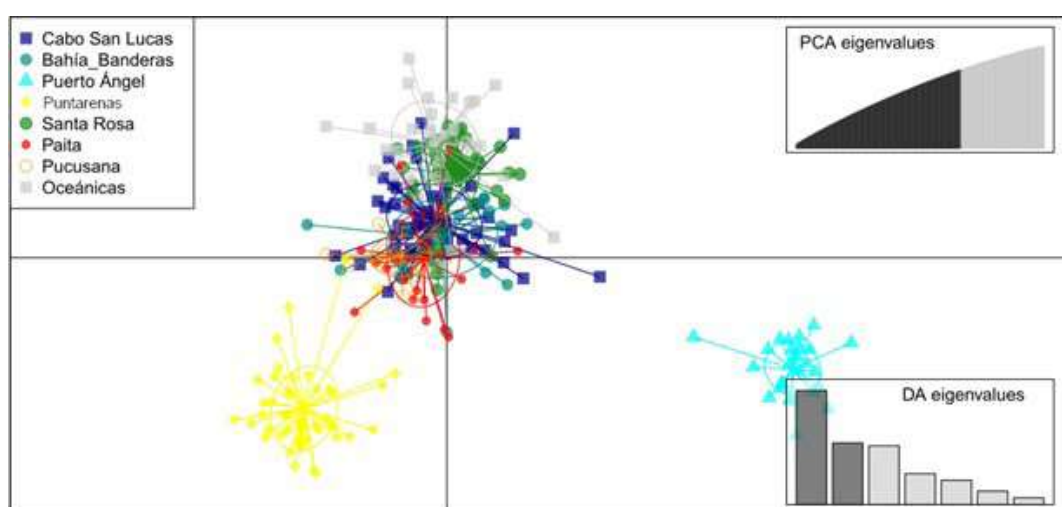 Cabo San Lucas
Bahía_Banderas
Puerto Ángel
Puntarenas
Santa Rosa
Paita
Pucusana
Oceánicas
PCA eigenvalues
DA eigenvalues